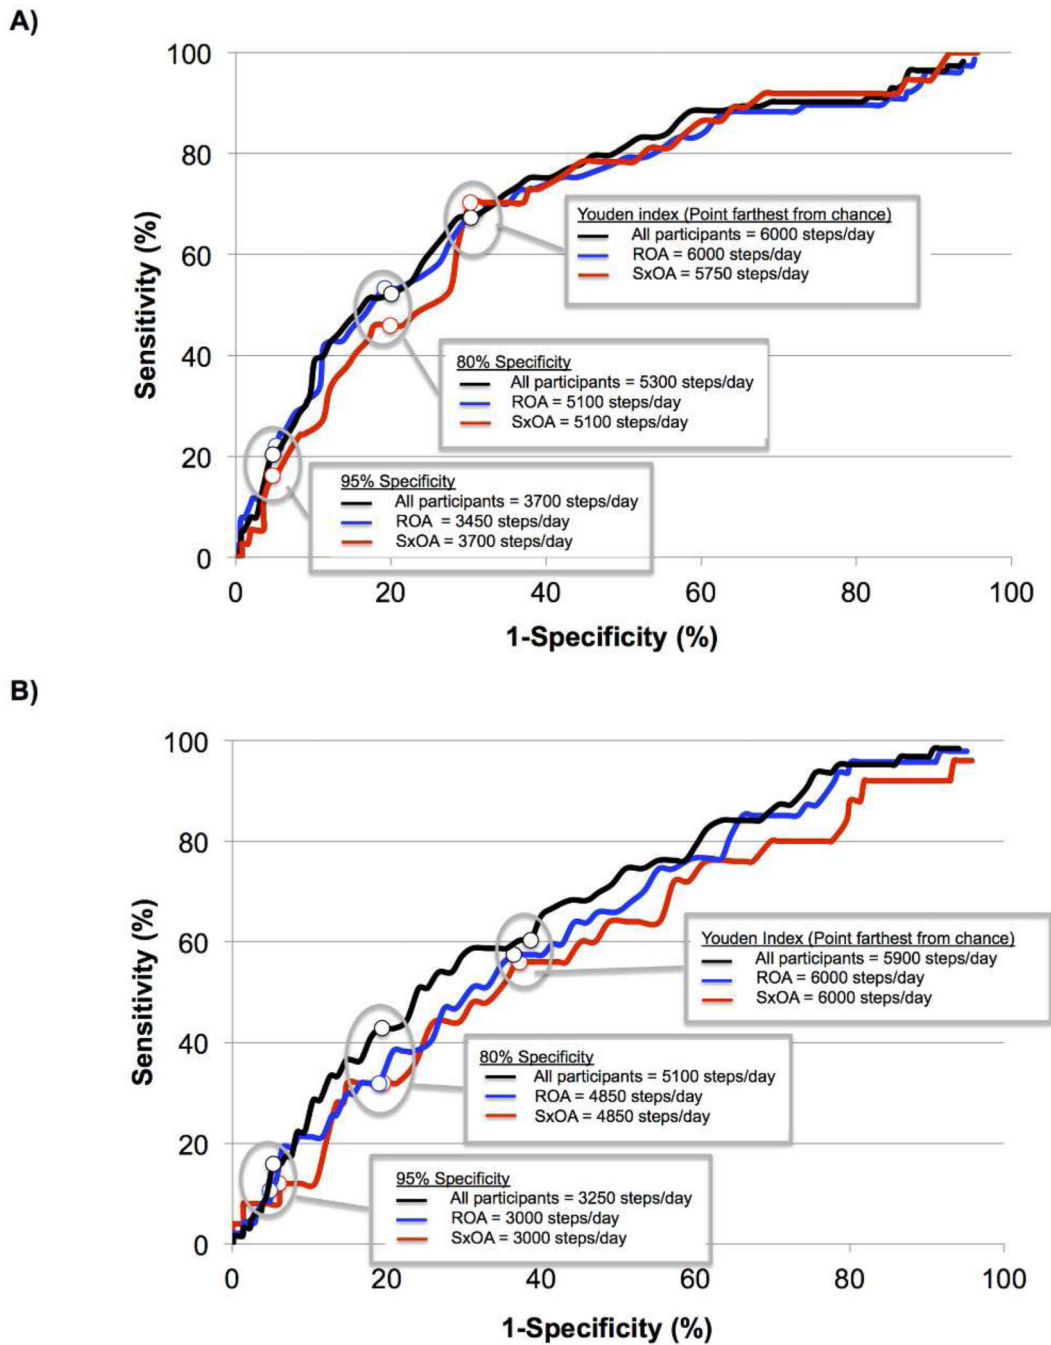 A)
100
80
60
40
20
0
Sensitivity (%)
Youden index (Point farthest from chance)
All participants = 6000 steps/day
ROA = 6000 steps/day
SxOA = 5750 steps/day
80% Specificity
All participants = 5300 steps/day
ROA = 5100 steps/day
SxOA = 5100 steps/day
95% Specificity
All participants = 3700 steps/day
ROA = 3450 steps/day
SxOA = 3700 steps/day
0 20 40 60 80 100
1-Specificity (%)
B)
100
80
60
40
20
0
Sensitivity (%)
Youden Index (Point farthest from chance)
All participants = 5900 steps/day
ROA = 6000 steps/day
SxOA = 6000 steps/day
80% Specificity
All participants = 5100 steps/day
ROA = 4850 steps/day
SxOA = 4850 steps/day
95% Specificity
All participants = 3250 steps/day
ROA = 3000 steps/day
SxOA = 3000 steps/day
0 20 40 60 80 100
1-Specificity (%)